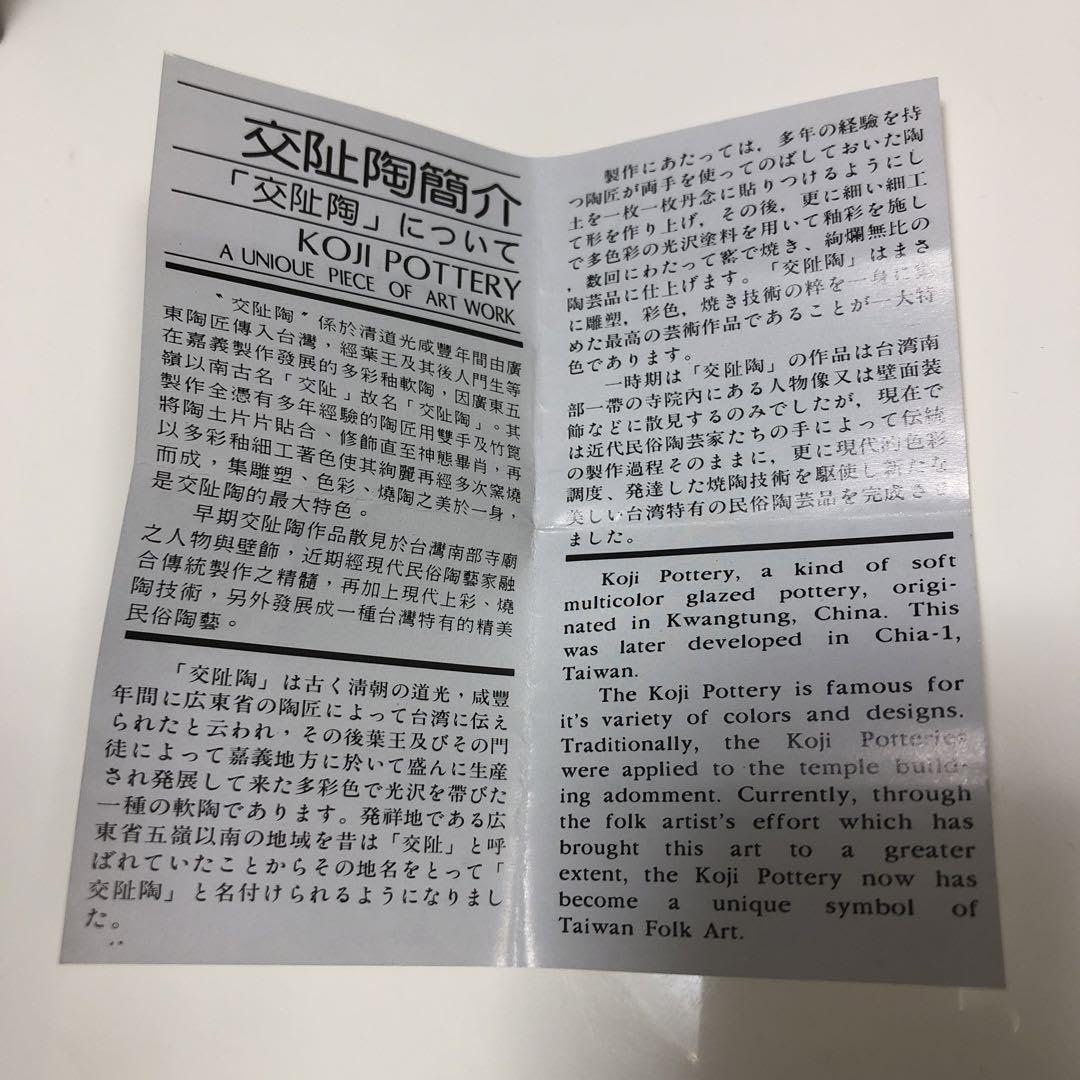 交趾陶簡介
「交趾陶」について
KOJI POTTERY
A UNIQUE PIECE OF ART WORK
〝交趾陶〞係於清道光咸豐年間由廣
東陶匠傳入台灣，經葉王及其後人門生等
在嘉義製作發展的多彩釉軟陶，因廣東五
嶺以南古名「交趾」故名「交趾陶」。其
製作全憑有多年經驗的陶匠用雙手及竹篦
將陶土片片貼合、修飾直至神態畢肖，再
以多彩釉細工著色使其絢麗再經多次窯燒
而成，集雕塑、色彩、燒陶之美於一身，
是交趾陶的最大特色。
早期交趾陶作品散見於台灣南部寺廟
之人物與壁飾，近期經現代民俗陶藝家融
合傳統製作之精髓，再加上現代上彩、燒
陶技術，另外發展成一種台灣特有的精美
民俗陶藝。
「交趾陶」は古く清朝の道光，咸豐
年間に広東省の陶匠によって台湾に伝え
られたと云われ，その後葉王及びその門
徒によって嘉義地方に於いて盛んに生産
され発展して来た多彩色で光沢を帶びた
一種の軟陶であります。発祥地である広
東省五嶺以南の地域を昔は「交趾」と呼
ばれていたことからその地名をとって「
交趾陶」と名付けられるようになりまし
た。
製作にあたっては，多年の経驗を持
つ陶匠が両手を使ってのばしておいた陶
土を一枚一枚丹念に貼りつけるようにし
て形を作り上げ，その後，更に細い細工
で多色彩の光沢塗料を用いて釉彩を施し
，数回にわたって窯で焼き、絢爛無比の
陶芸品に仕上げます。「交趾陶」はまさ
に雕塑，彩色，焼き技術の粋を一身に集
めた最高の芸術作品であることが一大特
色であります。
一時期は「交趾陶」の作品は台湾南
部一帯の寺院內にある人物像又は壁面装
飾などに散見するのみでしたが，現在で
は近代民俗陶芸家たちの手によって伝統
の製作過程そのままに，更に現代的色彩
調度、発達した焼陶技術を駆使し新たな
美しい台湾特有の民俗陶芸品を完成させ
ました。
Koji Pottery, a kind of soft
multicolor glazed pottery, origi-
nated in Kwangtung, China. This
was later developed in Chia-1,
Taiwan.
The Koji Pottery is famous for
it's variety of colors and designs.
Traditionally, the Koji Potteries
were applied to the temple build-
ing adomment. Currently, through
the folk artist's effort which has
brought this art to a greater
extent, the Koji Pottery now has
become a unique symbol of
Taiwan Folk Art.